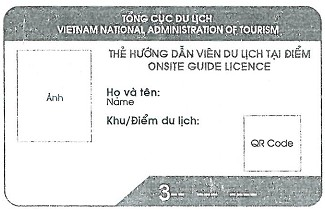 TỔNG CỤC DU LỊCH
VIETNAM NATIONAL ADMINISTRATION OF TOURISM
THẺ HƯỚNG DẪN VIÊN DU LỊCH TẠI ĐIỂM
ONSITE GUIDE LICENCE
Ảnh
Họ và tên:
Name
Khu/Điểm du lịch:
QR Code
3